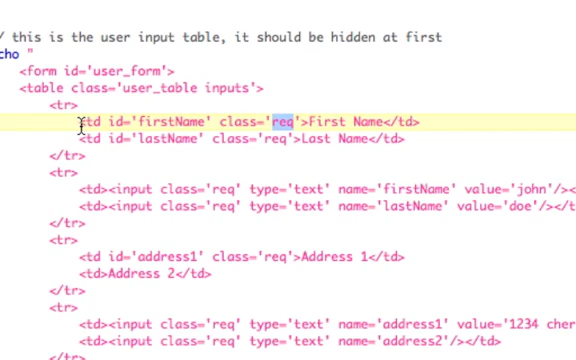 / this is the user input table, it should be hidden at first
cho "
<form id='user_form'>
<table class='user_table inputs'>
<tr>
<td id='firstName' class='req'>First Name</td>
<td id='lastName' class='req'>Last Name</td>
</tr>
<tr>
<td><input class='req' type='text' name='firstName' value='john'/><
<td><input class='req' type='text' name='lastName' value='doe'/></t
</tr>
<tr>
<td id='address1' class='req'>Address 1</td>
<td>Address 2</td>
</tr>
<tr>
<td><input class='req' type='text' name='address1' value='1234 cher
<td><input class='req' type='text' name='address2'/></td>
</tr>